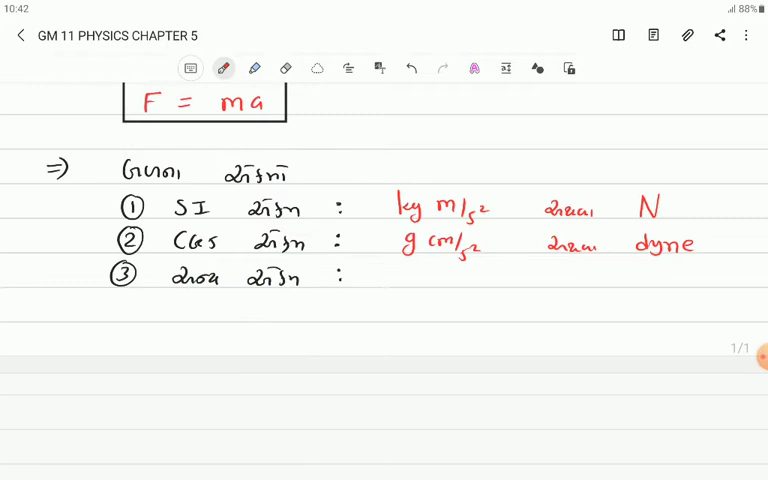 10:42
88%
GM 11 PHYSICS CHAPTER 5
F = ma
⇒ બળના એકમો
① SI એકમ : kg m/s² અથવા N
② CGS એકમ : g cm/s² અથવા dyne
③ એકમ :
1/1